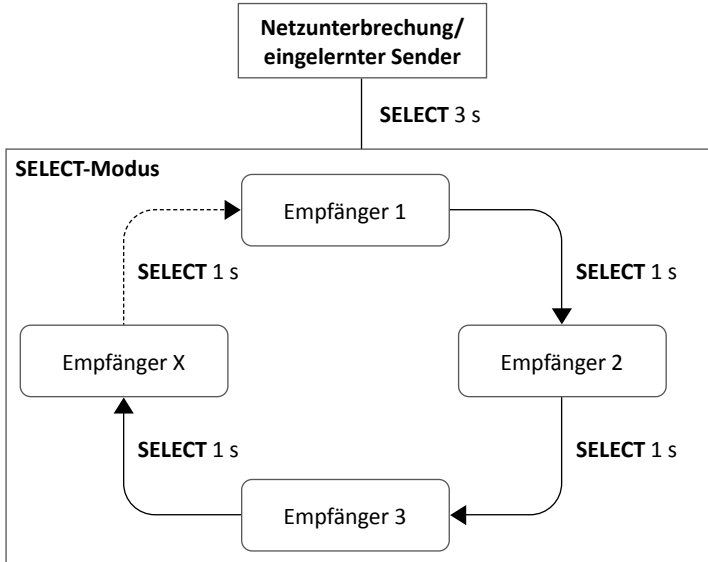 Netzunterbrechung/
eingelernter Sender
SELECT 3 s
SELECT-Modus
Empfänger 1
SELECT 1 s
SELECT 1 s
Empfänger X
Empfänger 2
SELECT 1 s
SELECT 1 s
Empfänger 3